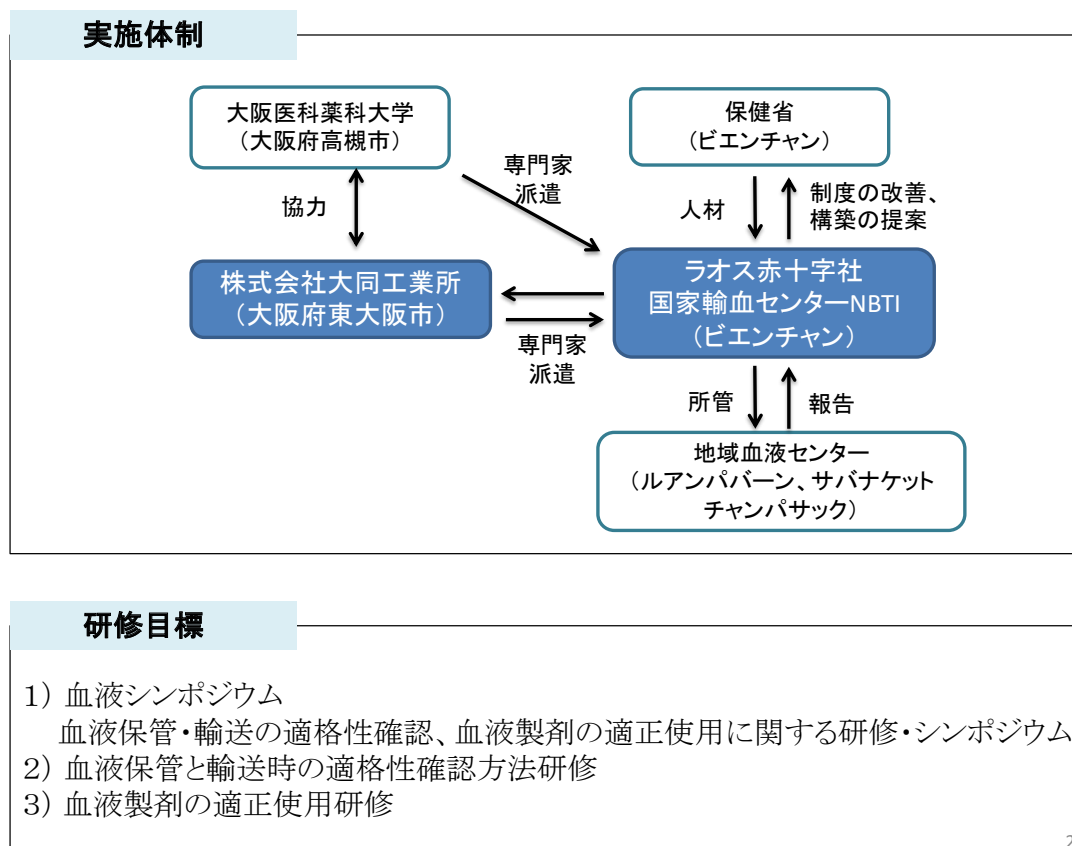 実施体制
大阪医科薬科大学
（大阪府高槻市）
保健省
（ビエンチャン）
専門家
派遣
協力
人材
制度の改善、
構築の提案
株式会社大同工業所
（大阪府東大阪市）
ラオス赤十字社
国家輸血センターNBTI
（ビエンチャン）
専門家
派遣
所管
報告
地域血液センター
（ルアンパバーン、サバナケット
チャンパサック）
研修目標
1）血液シンポジウム
血液保管・輸送の適格性確認、血液製剤の適正使用に関する研修・シンポジウム
2）血液保管と輸送時の適格性確認方法研修
3）血液製剤の適正使用研修
2